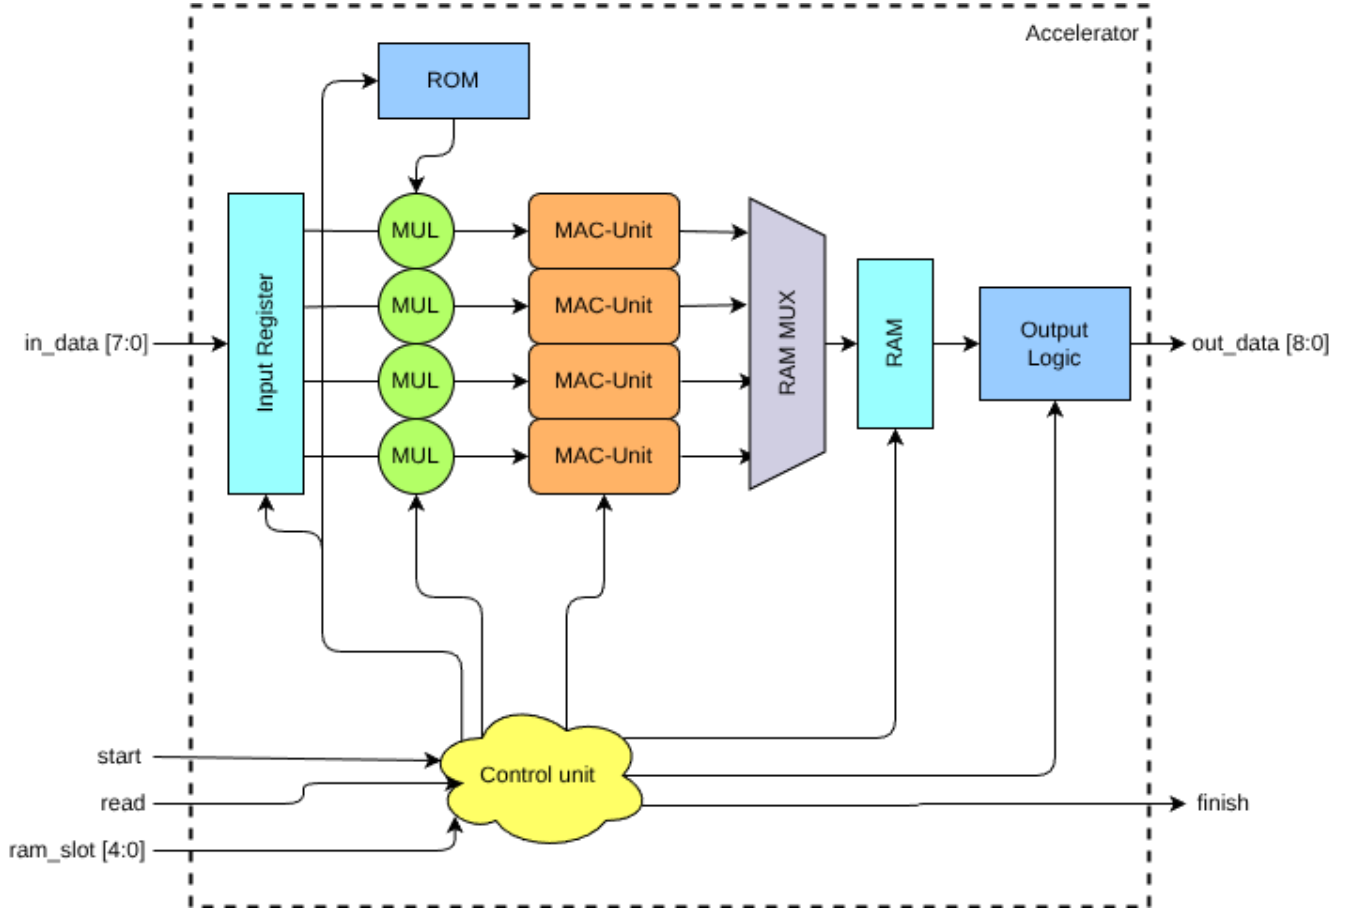 Accelerator
ROM
Input Register
MUL
MAC-Unit
MUL
MAC-Unit
MUL
MAC-Unit
MUL
MAC-Unit
RAM MUX
RAM
Output
Logic
in_data [7:0]
out_data [8:0]
start
read
ram_slot [4:0]
Control unit
finish